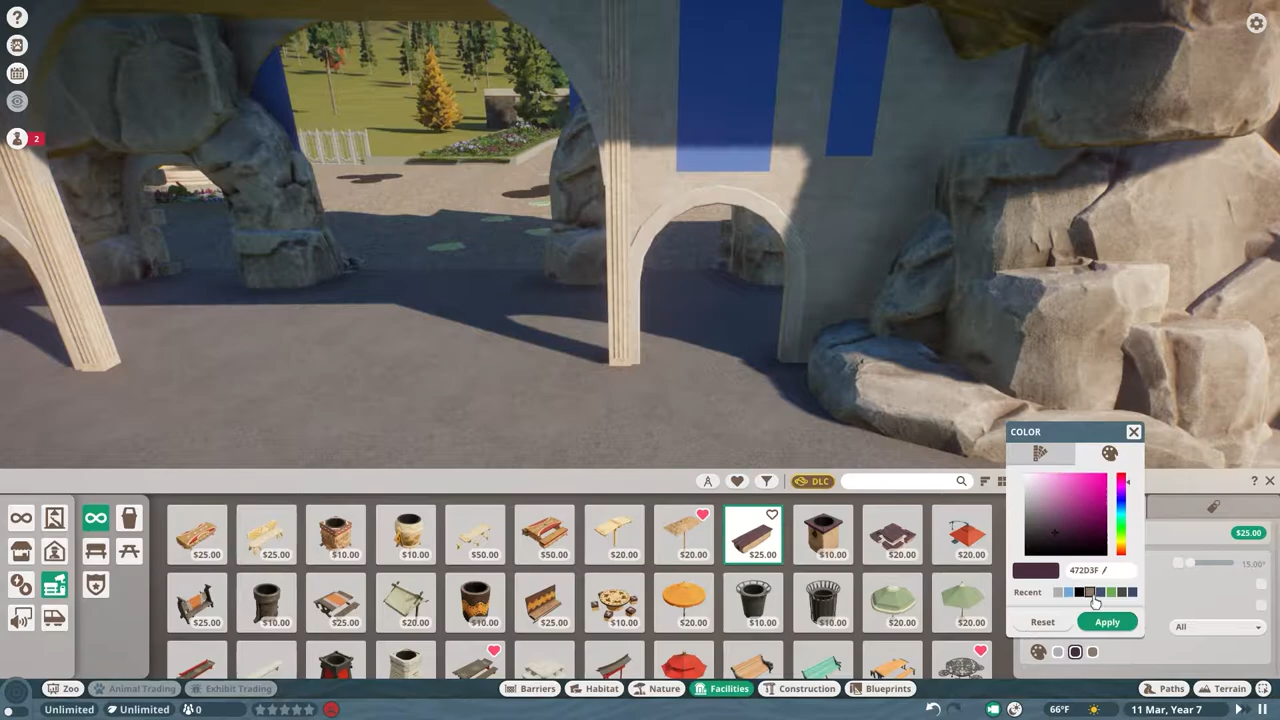 ?
2
COLOR
472D3F
Recent
Reset
Apply
DLC
?
$25.00
15.00°
All
$25.00
$25.00
$10.00
$10.00
$50.00
$50.00
$20.00
$20.00
$25.00
$10.00
$20.00
$20.00
$25.00
$10.00
$25.00
$20.00
$10.00
$25.00
$10.00
$20.00
$10.00
$10.00
$20.00
$20.00
Zoo
Animal Trading
Exhibit Trading
Barriers
Habitat
Nature
Facilities
Construction
Blueprints
Paths
Terrain
Unlimited
Unlimited
0
66°F
11 Mar, Year 7